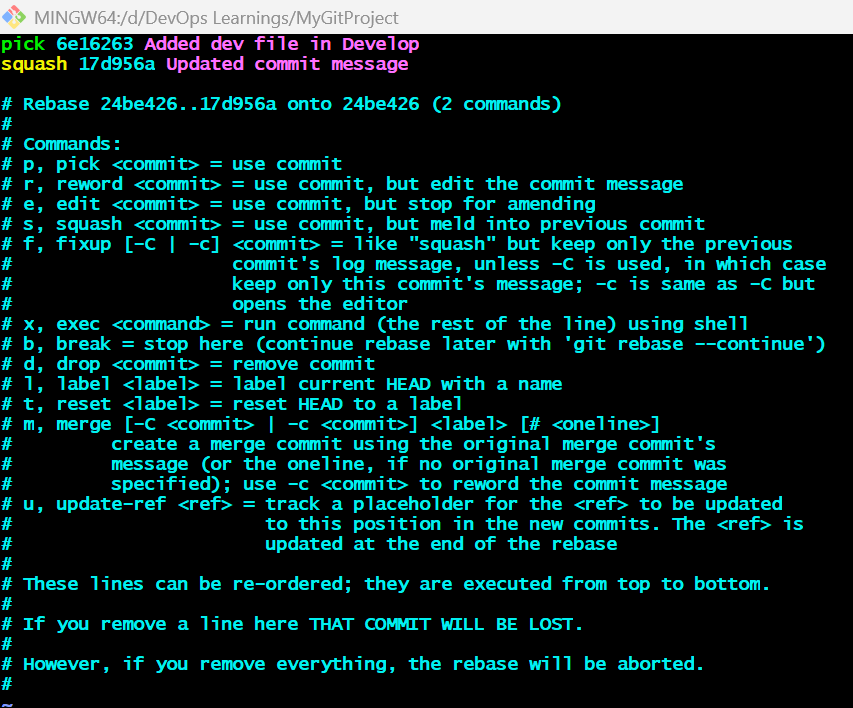 MINGW64:/d/DevOps Learnings/MyGitProject
pick 6e16263 Added dev file in Develop
squash 17d956a Updated commit message

# Rebase 24be426..17d956a onto 24be426 (2 commands)
#
# Commands:
# p, pick <commit> = use commit
# r, reword <commit> = use commit, but edit the commit message
# e, edit <commit> = use commit, but stop for amending
# s, squash <commit> = use commit, but meld into previous commit
# f, fixup [-C | -c] <commit> = like "squash" but keep only the previous
#                    commit's log message, unless -C is used, in which case
#                    keep only this commit's message; -c is same as -C but
#                    opens the editor
# x, exec <command> = run command (the rest of the line) using shell
# b, break = stop here (continue rebase later with 'git rebase --continue')
# d, drop <commit> = remove commit
# l, label <label> = label current HEAD with a name
# t, reset <label> = reset HEAD to a label
# m, merge [-C <commit> | -c <commit>] <label> [# <oneline>]
#         create a merge commit using the original merge commit's
#         message (or the oneline, if no original merge commit was
#         specified); use -c <commit> to reword the commit message
# u, update-ref <ref> = track a placeholder for the <ref> to be updated
#                       to this position in the new commits. The <ref> is
#                       updated at the end of the rebase
#
# These lines can be re-ordered; they are executed from top to bottom.
#
# If you remove a line here THAT COMMIT WILL BE LOST.
#
# However, if you remove everything, the rebase will be aborted.
#
~